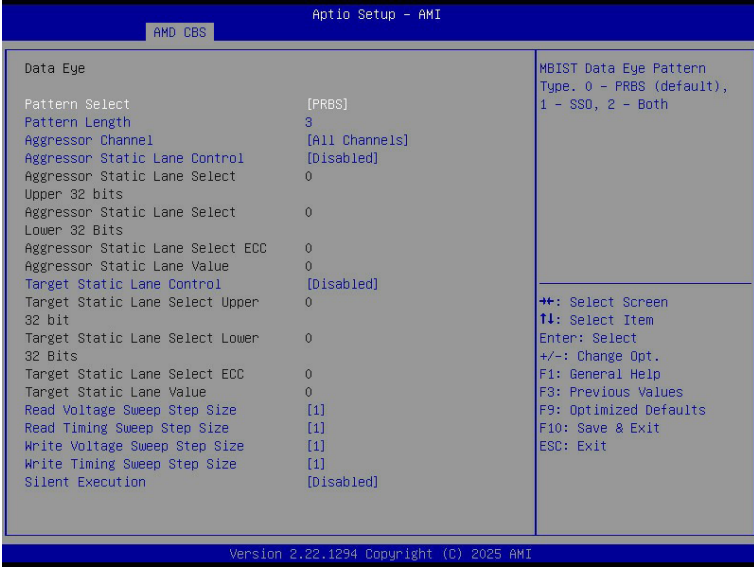 Aptio Setup - AMI
AMD CBS
Data Eye
Pattern Select [PRBS]
Pattern Length 3
Aggressor Channel [All Channels]
Aggressor Static Lane Control [Disabled]
Aggressor Static Lane Select 0
Upper 32 bits
Aggressor Static Lane Select 0
Lower 32 Bits
Aggressor Static Lane Select ECC 0
Aggressor Static Lane Value 0
Target Static Lane Control [Disabled]
Target Static Lane Select Upper 0
32 bit
Target Static Lane Select Lower 0
32 Bits
Target Static Lane Select ECC 0
Target Static Lane Value 0
Read Voltage Sweep Step Size [1]
Read Timing Sweep Step Size [1]
Write Voltage Sweep Step Size [1]
Write Timing Sweep Step Size [1]
Silent Execution [Disabled]
MBIST Data Eye Pattern
Type. 0 - PRBS (default),
1 - SSO, 2 - Both
→←: Select Screen
↑↓: Select Item
Enter: Select
+/-: Change Opt.
F1: General Help
F3: Previous Values
F9: Optimized Defaults
F10: Save & Exit
ESC: Exit
Version 2.22.1294 Copyright (C) 2025 AMI